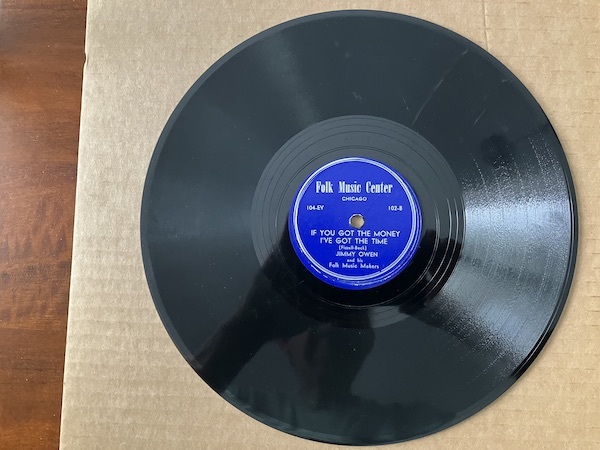 Folk Music Center
CHICAGO
104-EV 102-B
IF YOU GOT THE MONEY
I'VE GOT THE TIME
(Fizzell-Beck)
JIMMY OWEN
and his
Folk Music Makers